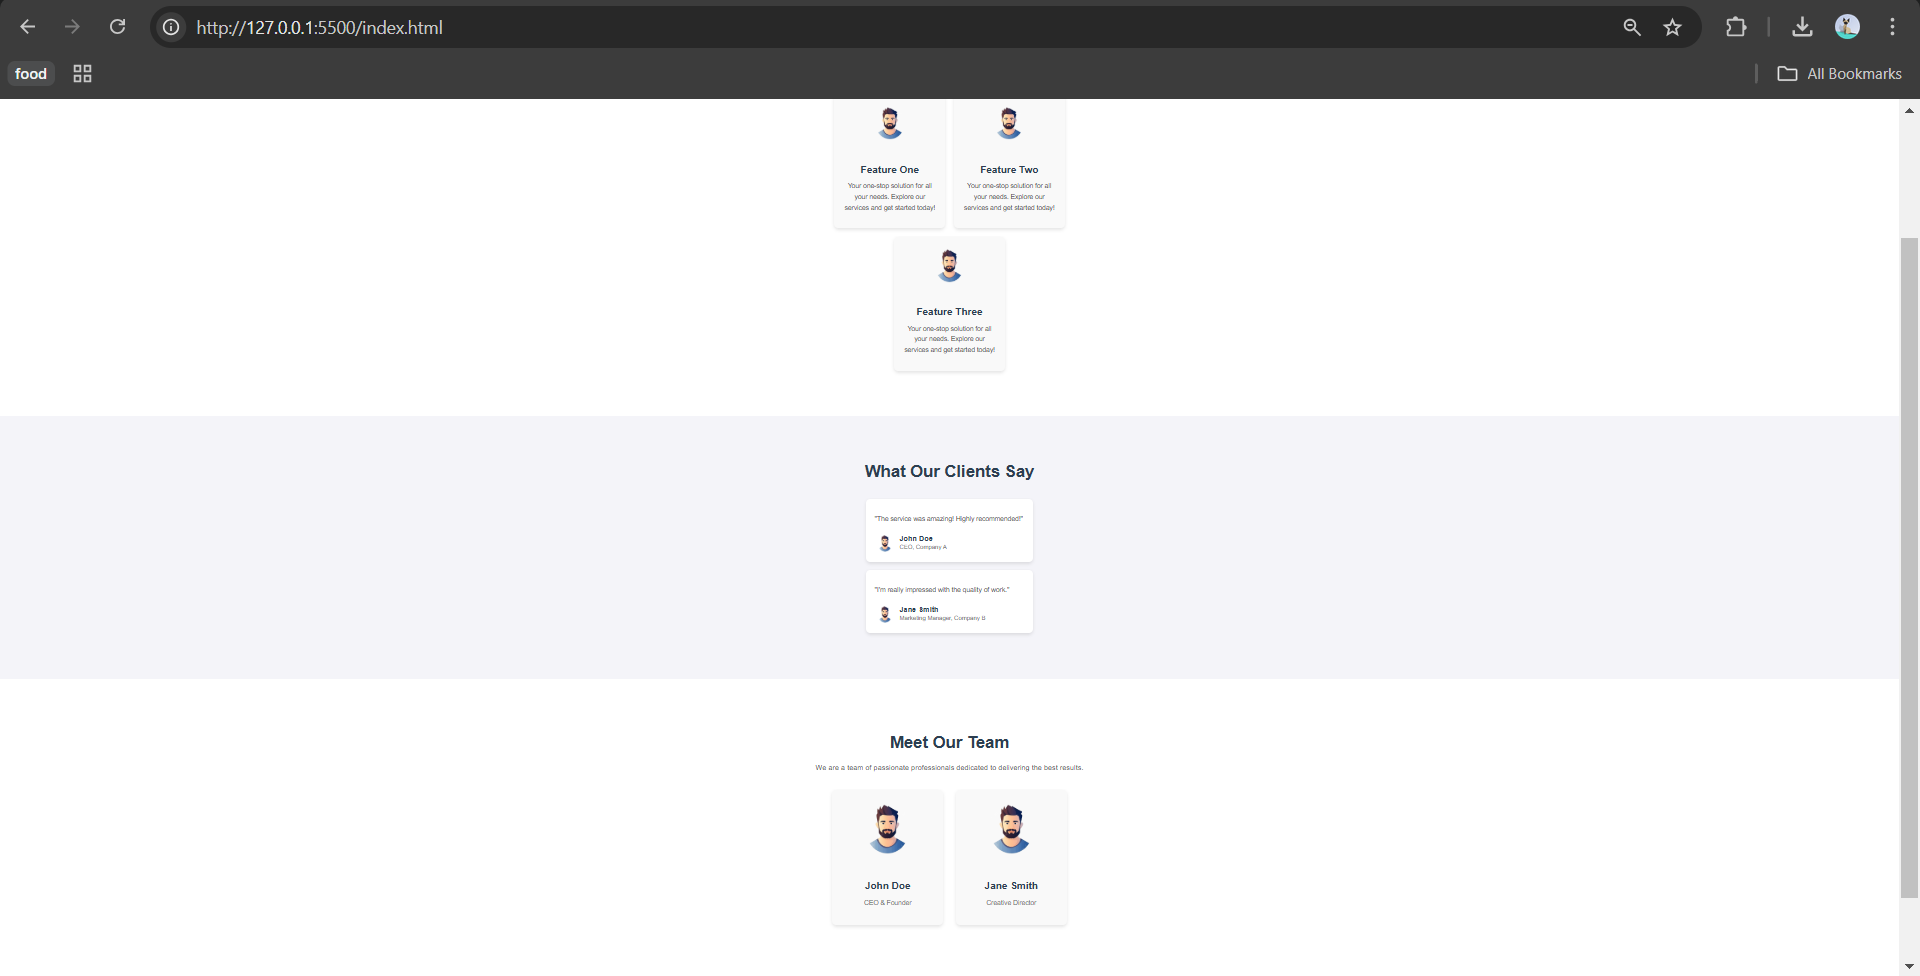 http://127.0.0.1:5500/index.html
food
All Bookmarks
Feature One
Your one-stop solution for all
your needs. Explore our
services and get started today!
Feature Two
Your one-stop solution for all
your needs. Explore our
services and get started today!
Feature Three
Your one-stop solution for all
your needs. Explore our
services and get started today!
What Our Clients Say
"The service was amazing! Highly recommended!"
John Doe
CEO, Company A
"I'm really impressed with the quality of work."
Jane Smith
Marketing Manager, Company B
Meet Our Team
We are a team of passionate professionals dedicated to delivering the best results.
John Doe
CEO & Founder
Jane Smith
Creative Director